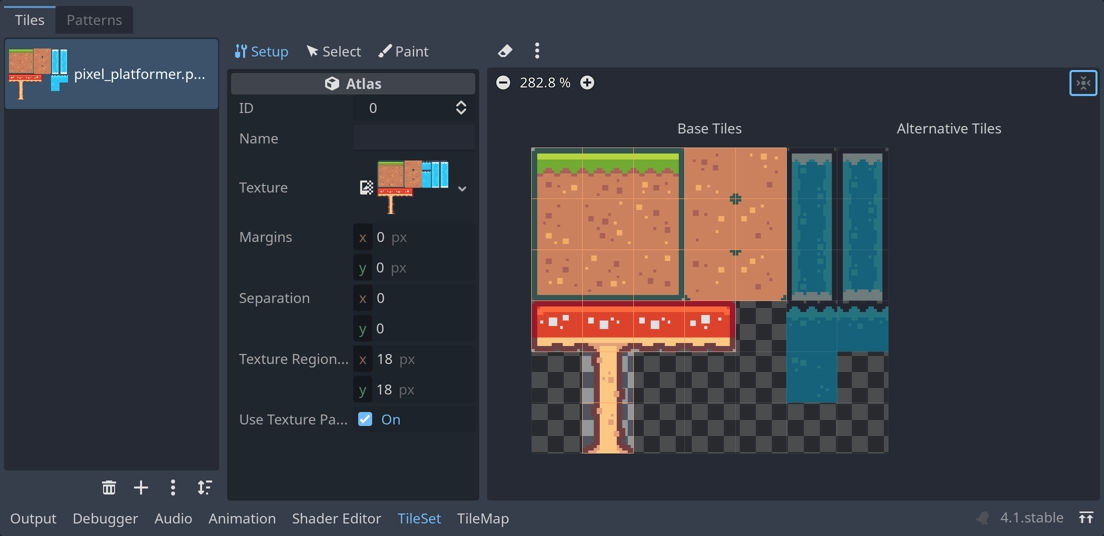 Tiles Patterns
pixel_platformer.p...
Setup Select Paint
Atlas
282.8 %
ID 0
Name
Base Tiles Alternative Tiles
Texture
Margins x 0 px
y 0 px
Separation x 0
y 0
Texture Region... x 18 px
y 18 px
Use Texture Pa... On
Output Debugger Audio Animation Shader Editor TileSet TileMap 4.1.stable